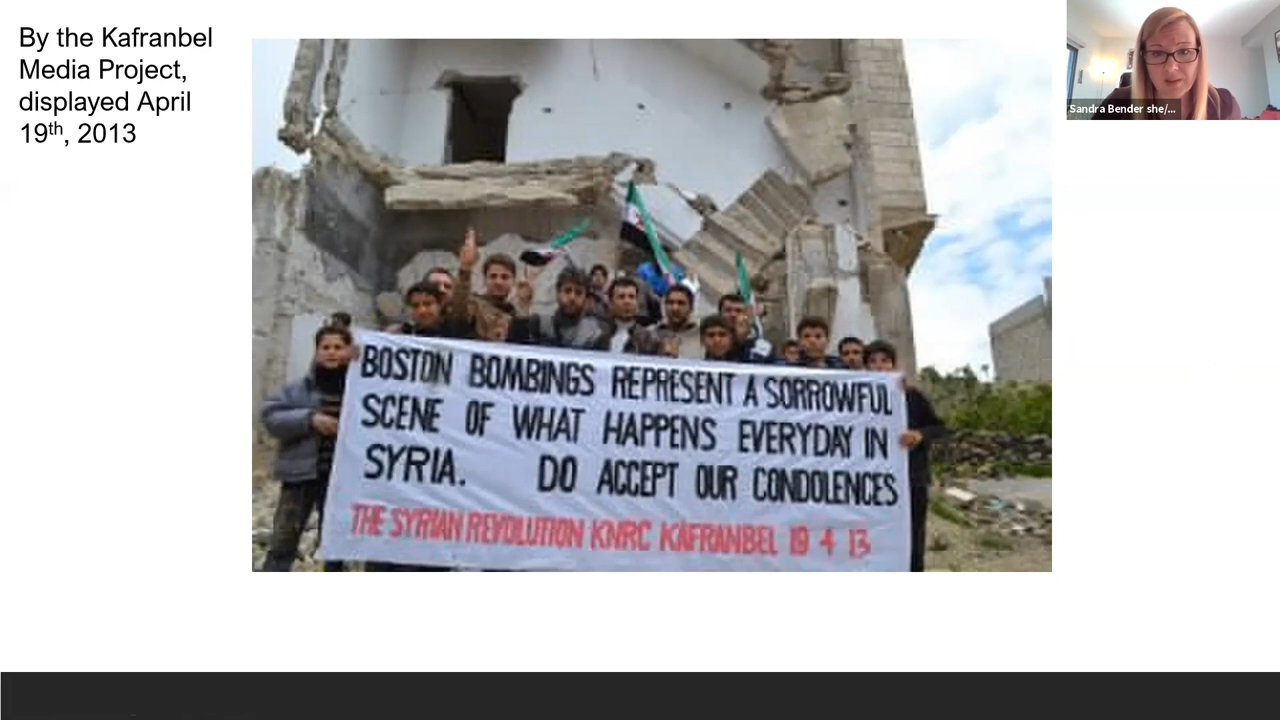 By the Kafranbel
Media Project,
displayed April
19th, 2013
Sandra Bender she/...
BOSTON BOMBINGS REPRESENT A SORROWFUL
SCENE OF WHAT HAPPENS EVERYDAY IN
SYRIA. DO ACCEPT OUR CONDOLENCES
THE SYRIAN REVOLUTION KNRC KAFRANBEL 19 4 13